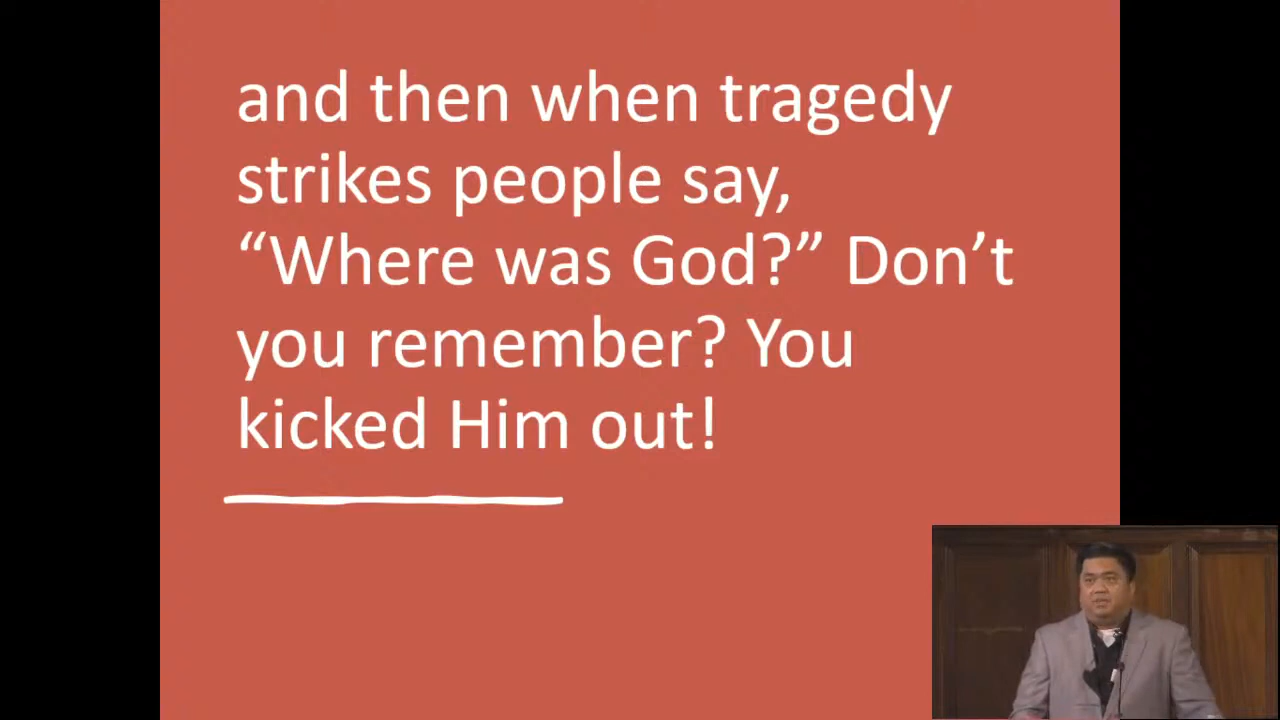 and then when tragedy
strikes people say,
“Where was God?” Don’t
you remember? You
kicked Him out!